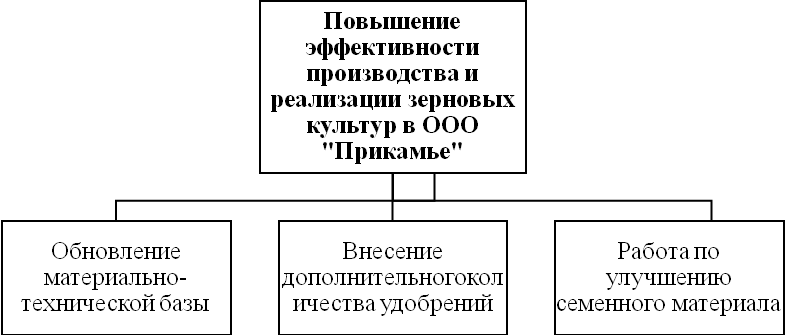 Повышение
эффективности
производства и
реализации зерновых
культур в ООО
"Прикамье"
Обновление
материально-
технической базы
Внесение
дополнительногокол
ичества удобрений
Работа по
улучшению
семенного материала